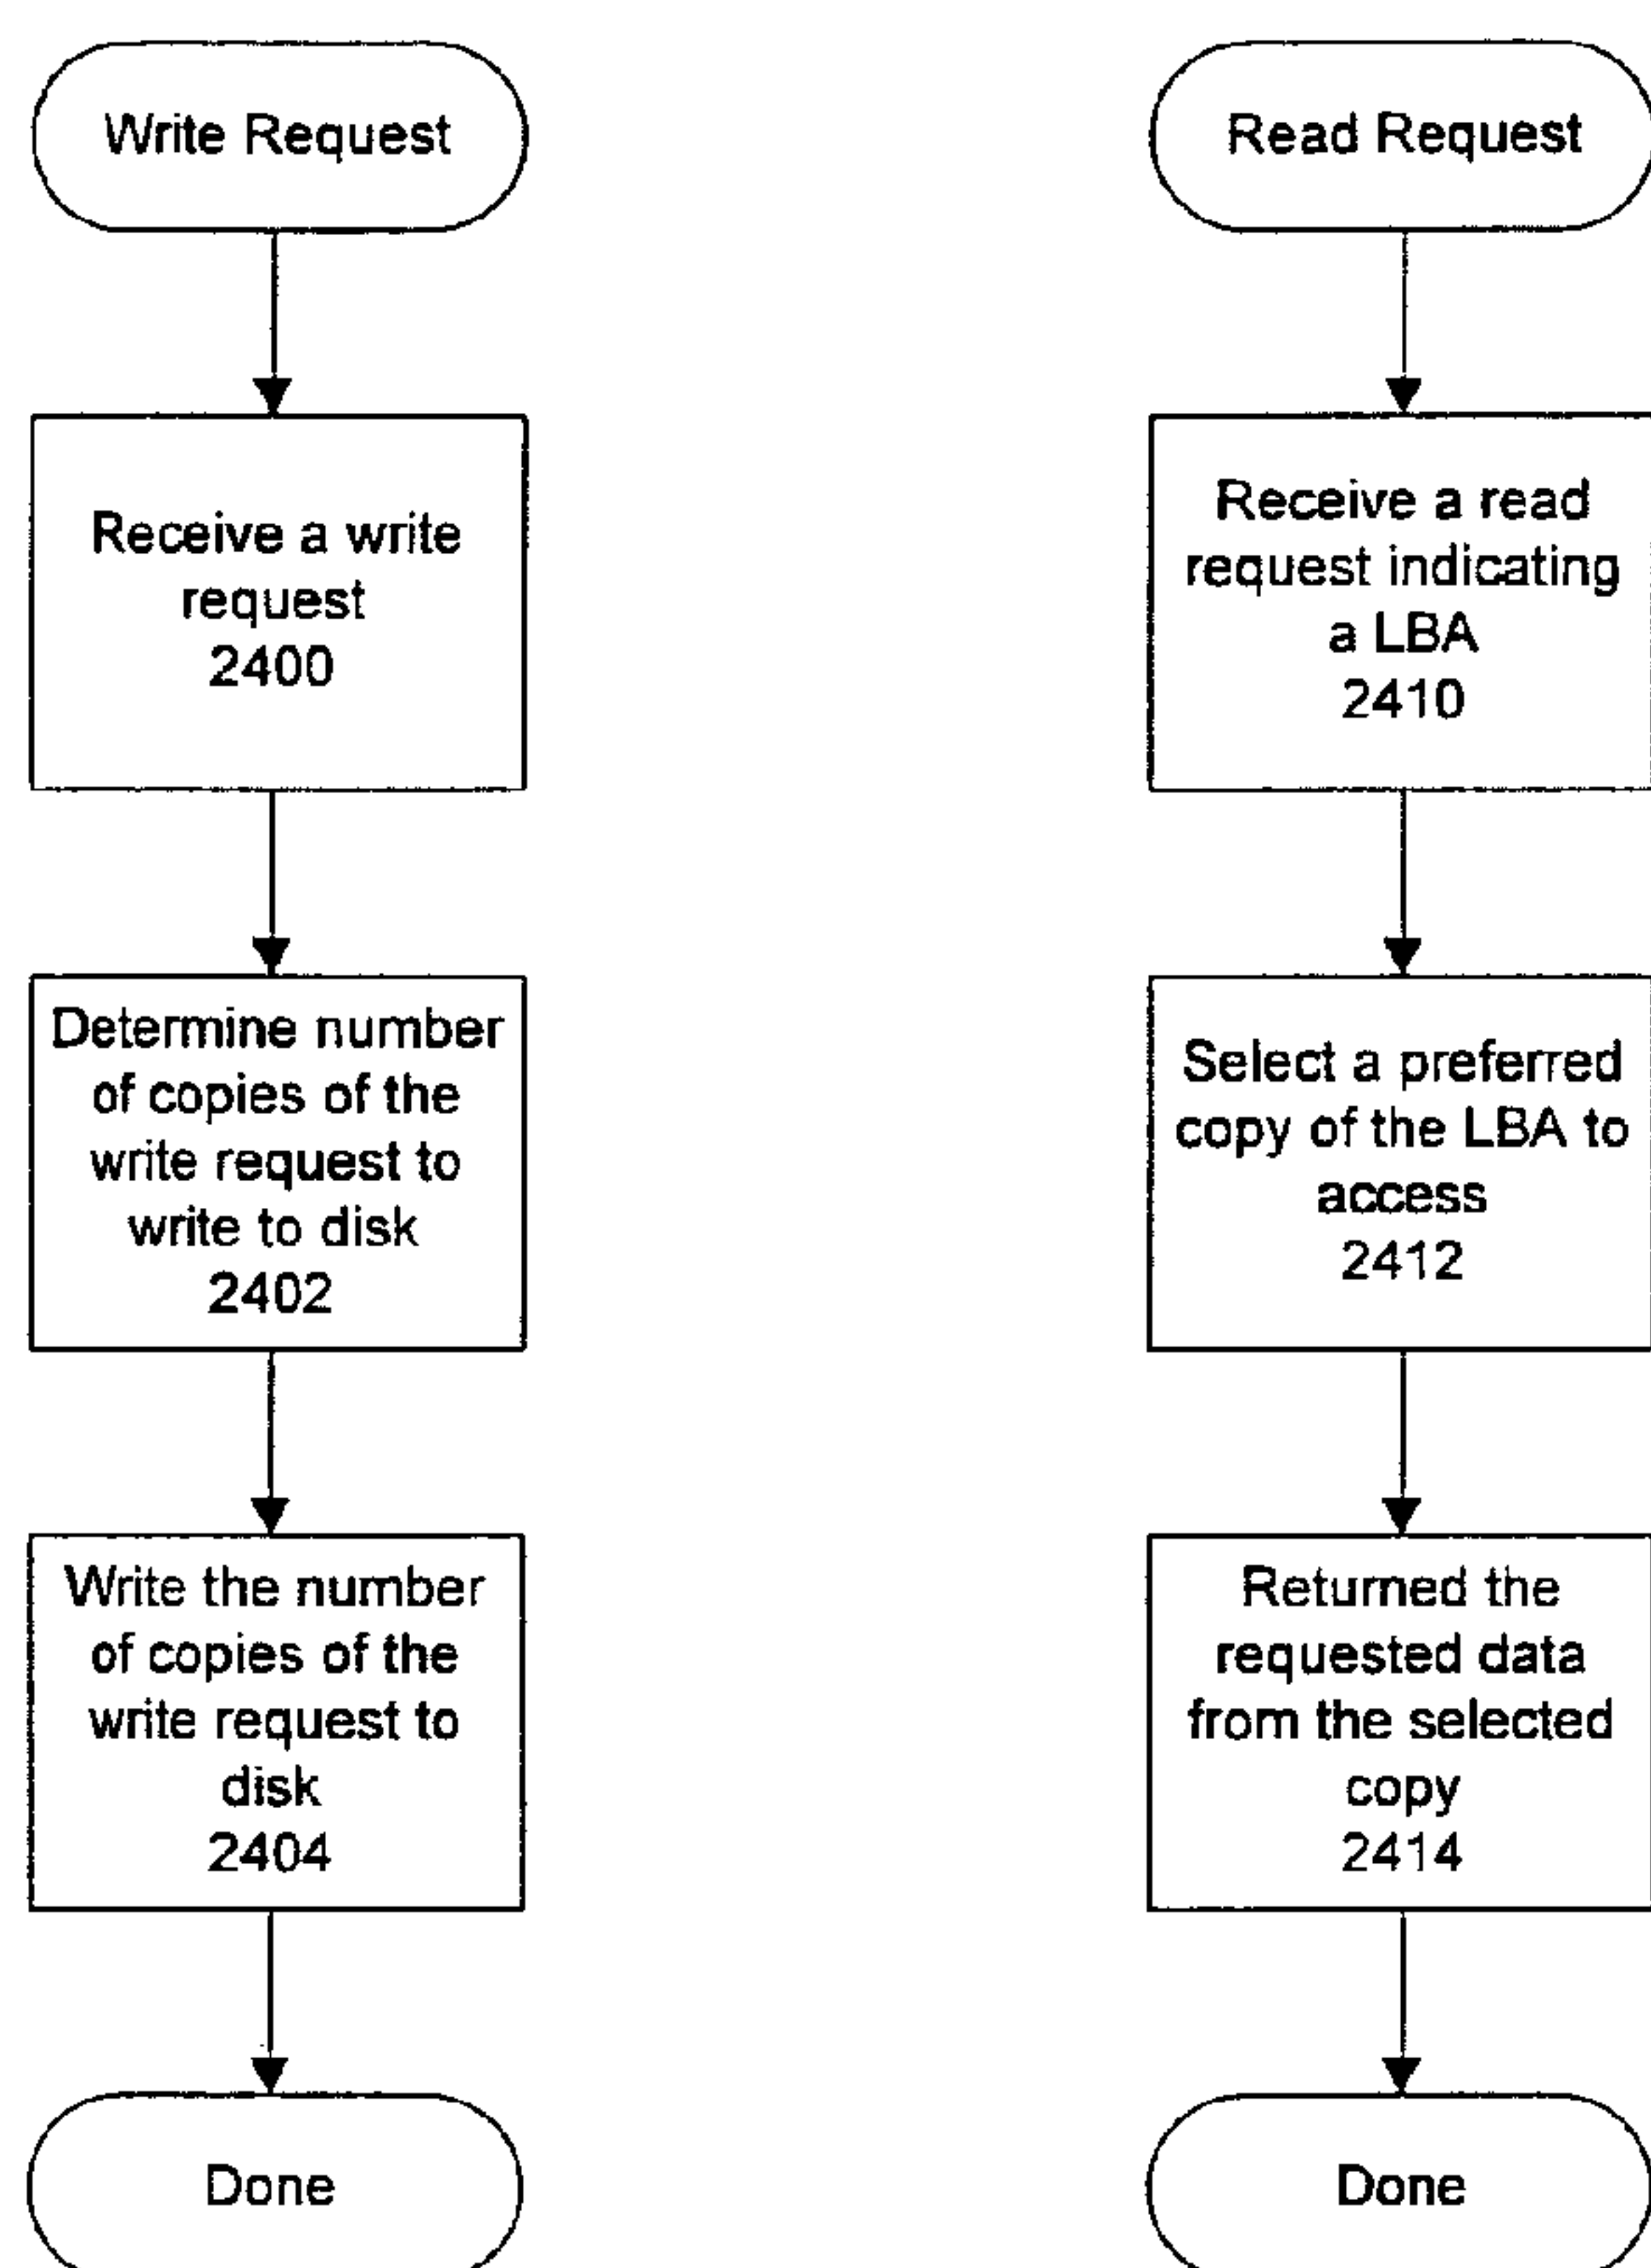 Write Request
Receive a write
request
2400
Determine number
of copies of the
write request to
write to disk
2402
Write the number
of copies of the
write request to
disk
2404
Done
Read Request
Receive a read
request indicating
a LBA
2410
Select a preferred
copy of the LBA to
access
2412
Returned the
requested data
from the selected
copy
2414
Done